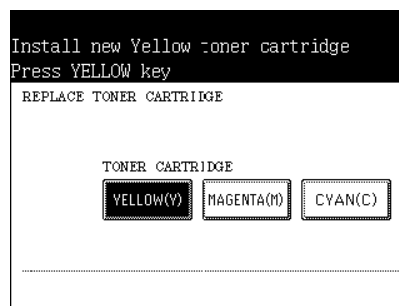 Install new Yellow toner cartridge
Press YELLOW key
REPLACE TONER CARTRIDGE
TONER CARTRIDGE
YELLOW(Y) MAGENTA(M) CYAN(C)